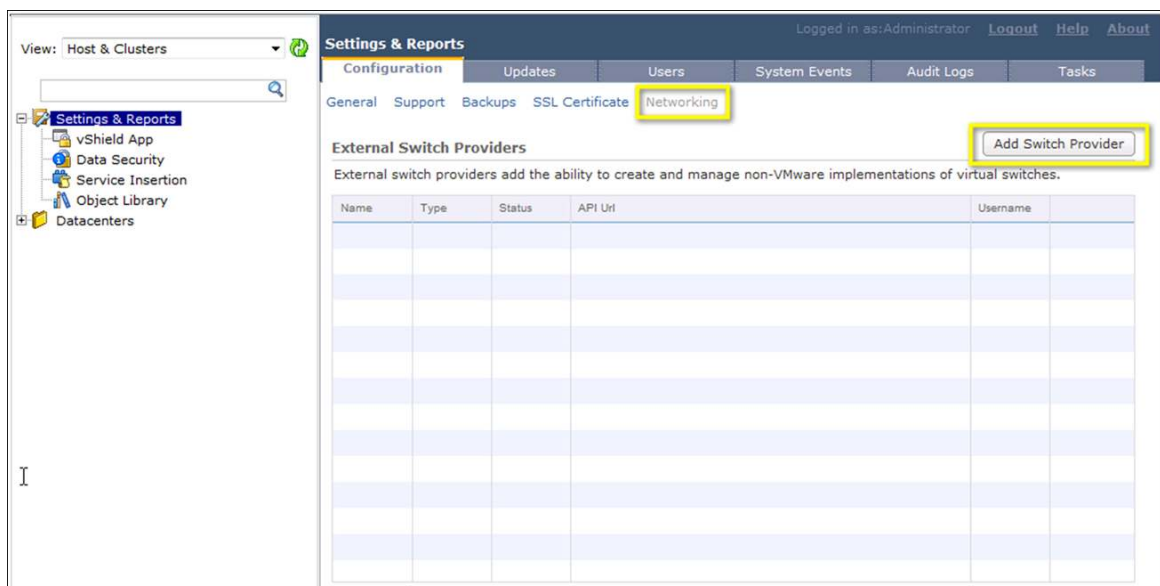 View: Host & Clusters
Settings & Reports
vShield App
Data Security
Service Insertion
Object Library
Datacenters
Logged in as:Administrator Logout Help About
Settings & Reports
Configuration Updates Users System Events Audit Logs Tasks
General Support Backups SSL Certificate Networking
External Switch Providers
Add Switch Provider
External switch providers add the ability to create and manage non-VMware implementations of virtual switches.
Name Type Status API Url Username